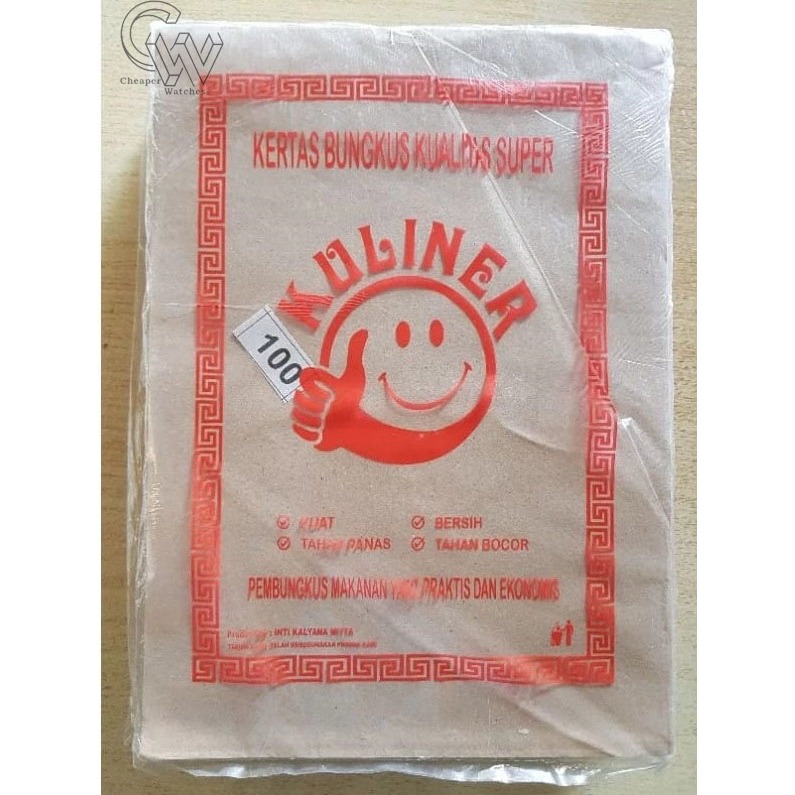 CW
Cheaper
Watches
KERTAS BUNGKUS KUALITAS SUPER
KULINER
100
KUAT
BERSIH
TAHAN PANAS
TAHAN BOCOR
PEMBUNGKUS MAKANAN YANG PRAKTIS DAN EKONOMIS
: INTI KALYANA